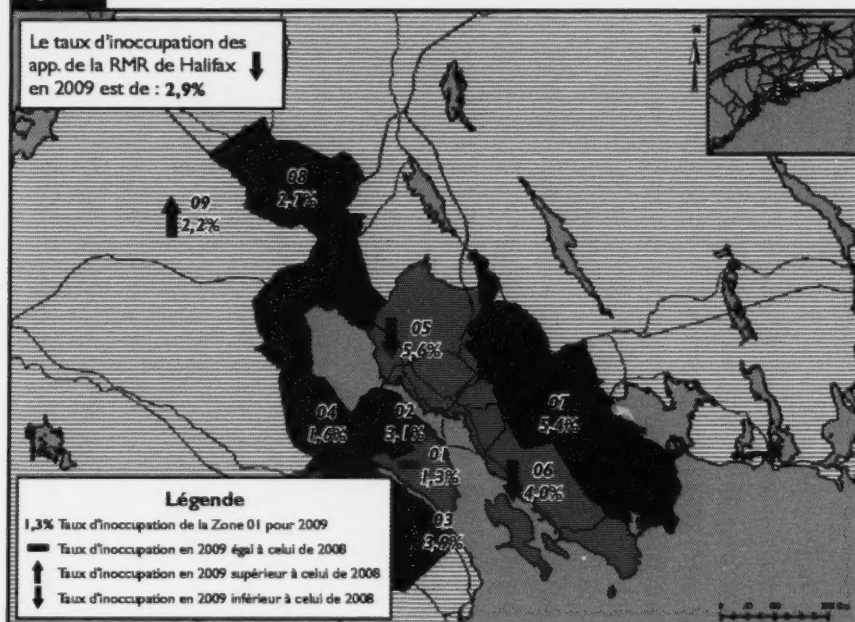 Le taux d'inoccupation des
app. de la RMR de Halifax
en 2009 est de : 2,9%
08
2,7%
09
2,2%
05
5,6%
04
1,6%
02
3,1%
07
5,4%
01
1,3%
06
4,0%
03
3,9%
Légende
1,3% Taux d'inoccupation de la Zone 01 pour 2009
Taux d'inoccupation en 2009 égal à celui de 2008
Taux d'inoccupation en 2009 supérieur à celui de 2008
Taux d'inoccupation en 2009 inférieur à celui de 2008